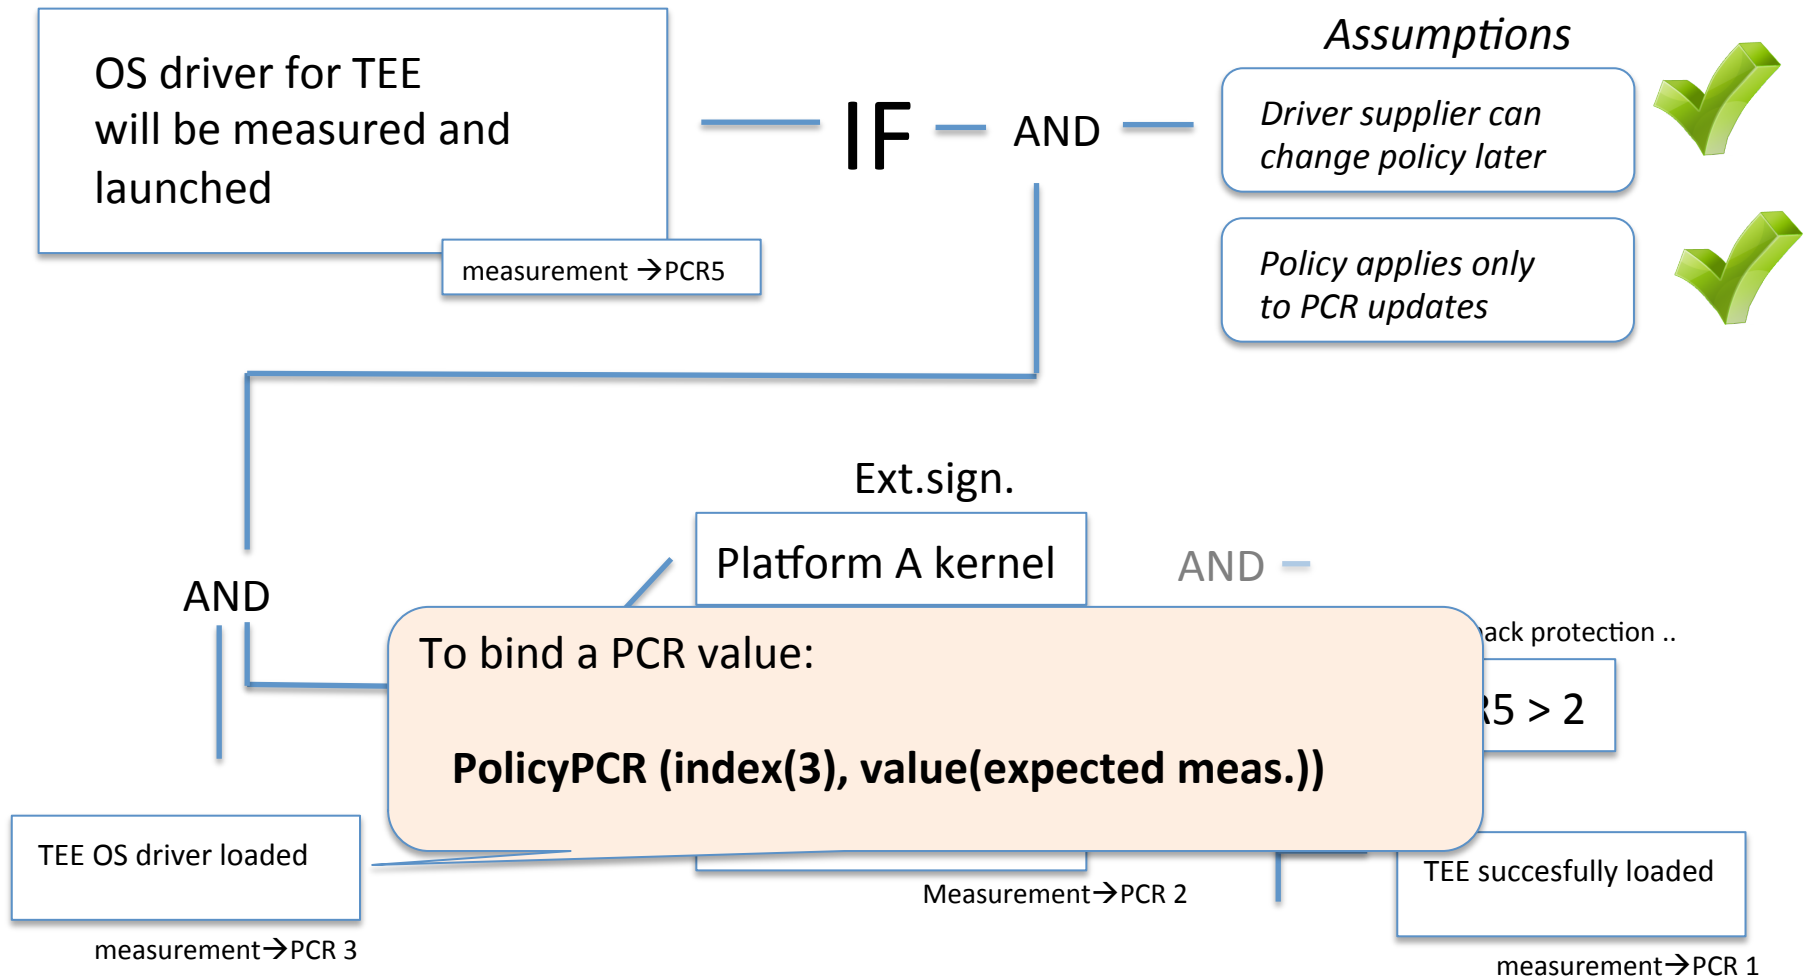 Assumptions
OS driver for TEE
will be measured and
launched
measurement →PCR5
IF
AND
Driver supplier can
change policy later
Policy applies only
to PCR updates
Ext.sign.
Platform A kernel
AND
AND
protection ..
> 2
To bind a PCR value:
PolicyPCR (index(3), value(expected meas.))
TEE OS driver loaded
measurement→PCR 3
Measurement→PCR 2
TEE succesfully loaded
measurement→PCR 1